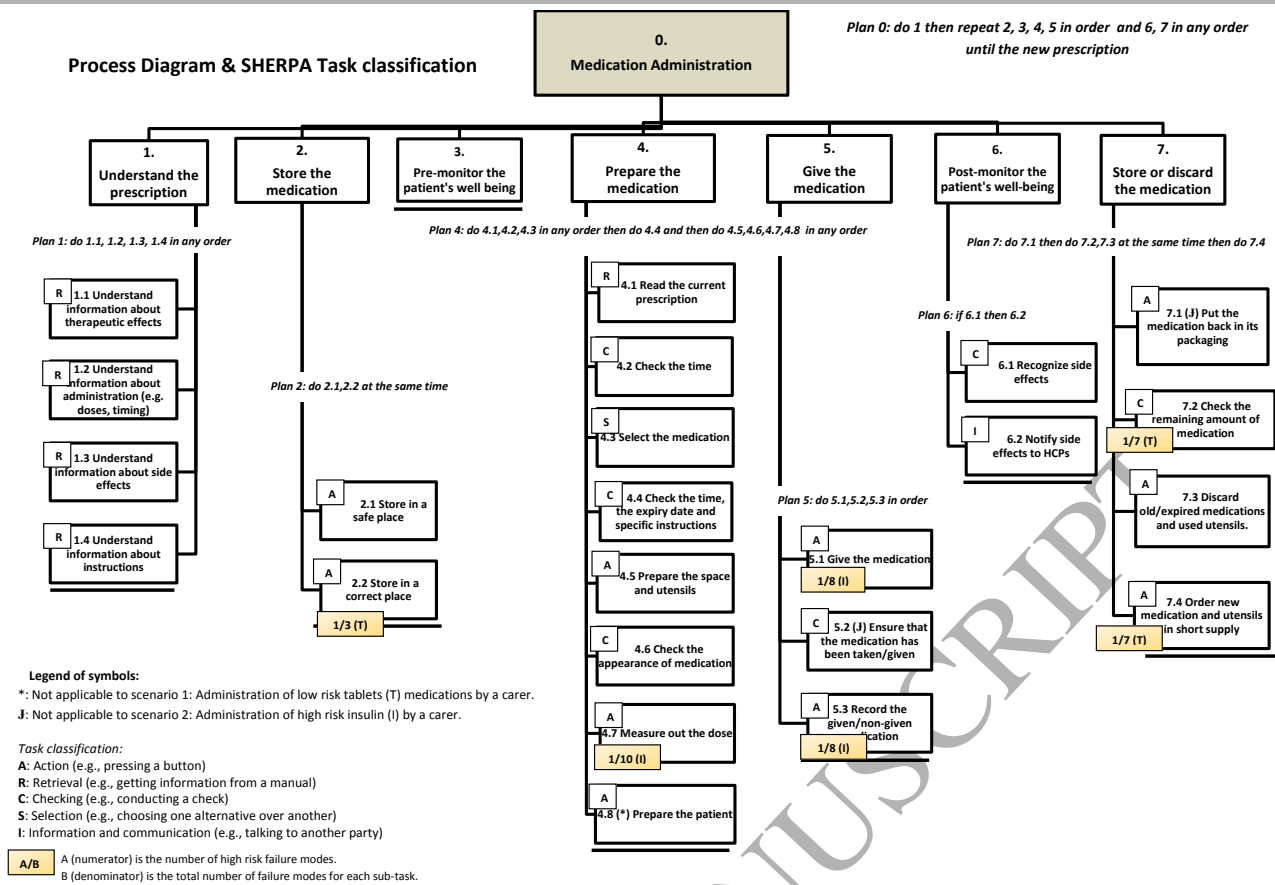 Process Diagram & SHERPA Task classification
0.
Medication Administration
Plan 0: do 1 then repeat 2, 3, 4, 5 in order and 6, 7 in any order
until the new prescription
1.
Understand the
prescription
2.
Store the
medication
3.
Pre-monitor the
patient's well being
4.
Prepare the
medication
5.
Give the
medication
6.
Post-monitor the
patient's well-being
7.
Store or discard
the medication
Plan 1: do 1.1, 1.2, 1.3, 1.4 in any order
R
1.1 Understand
information about
therapeutic effects
R
1.2 Understand
information about
administration (e.g.
doses, timing)
R
1.3 Understand
information about side
effects
R
1.4 Understand
information about
instructions
Plan 2: do 2.1,2.2 at the same time
A
2.1 Store in a
safe place
A
2.2 Store in a
correct place
1/3 (T)
Plan 4: do 4.1,4.2,4.3 in any order then do 4.4 and then do 4.5,4.6,4.7,4.8 in any order
R
4.1 Read the current
prescription
C
4.2 Check the time
S
4.3 Select the medication
C
4.4 Check the time,
the expiry date and
specific instructions
A
4.5 Prepare the space
and utensils
C
4.6 Check the
appearance of medication
A
4.7 Measure out the dose
1/10 (I)
A
4.8 (*) Prepare the patient
Plan 5: do 5.1,5.2,5.3 in order
A
5.1 Give the medication
1/8 (I)
C
5.2 (J) Ensure that
the medication has
been taken/given
A
5.3 Record the
given/non-given
ication
1/8 (I)
Plan 6: if 6.1 then 6.2
C
6.1 Recognize side
effects
I
6.2 Notify side
effects to HCPs
Plan 7: do 7.1 then do 7.2,7.3 at the same time then do 7.4
A
7.1 (J) Put the
medication back in its
packaging
C
7.2 Check the
remaining amount of
medication
1/7 (T)
A
7.3 Discard
old/expired medications
and used utensils.
A
7.4 Order new
medication and utensils
in short supply
1/7 (T)
Legend of symbols:
*: Not applicable to scenario 1: Administration of low risk tablets (T) medications by a carer.
J: Not applicable to scenario 2: Administration of high risk insulin (I) by a carer.
Task classification:
A: Action (e.g., pressing a button)
R: Retrieval (e.g., getting information from a manual)
C: Checking (e.g., conducting a check)
S: Selection (e.g., choosing one alternative over another)
I: Information and communication (e.g., talking to another party)
A/B
A (numerator) is the number of high risk failure modes.
B (denominator) is the total number of failure modes for each sub-task.
NUSCRIPT